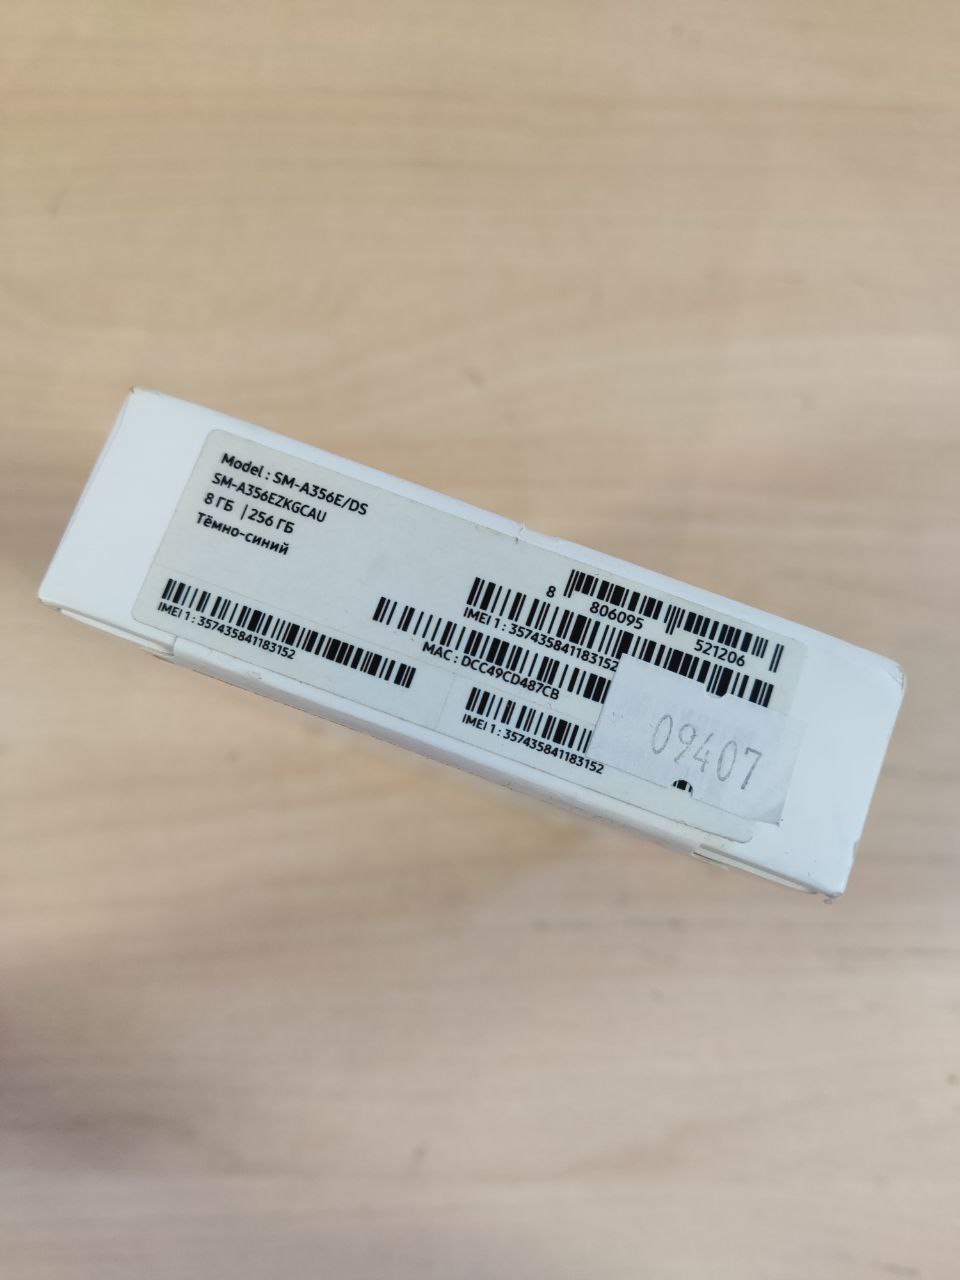 Model : SM-A356E/DS
SM-A356EZKGCAU
8 ГБ | 256 ГБ
Тёмно-синий
8 806095 521206
IMEI 1 : 357435841183152
MAC : DCC49CD487CB
IMEI 1 : 357435841183152
IMEI 1 : 357435841183152
09407